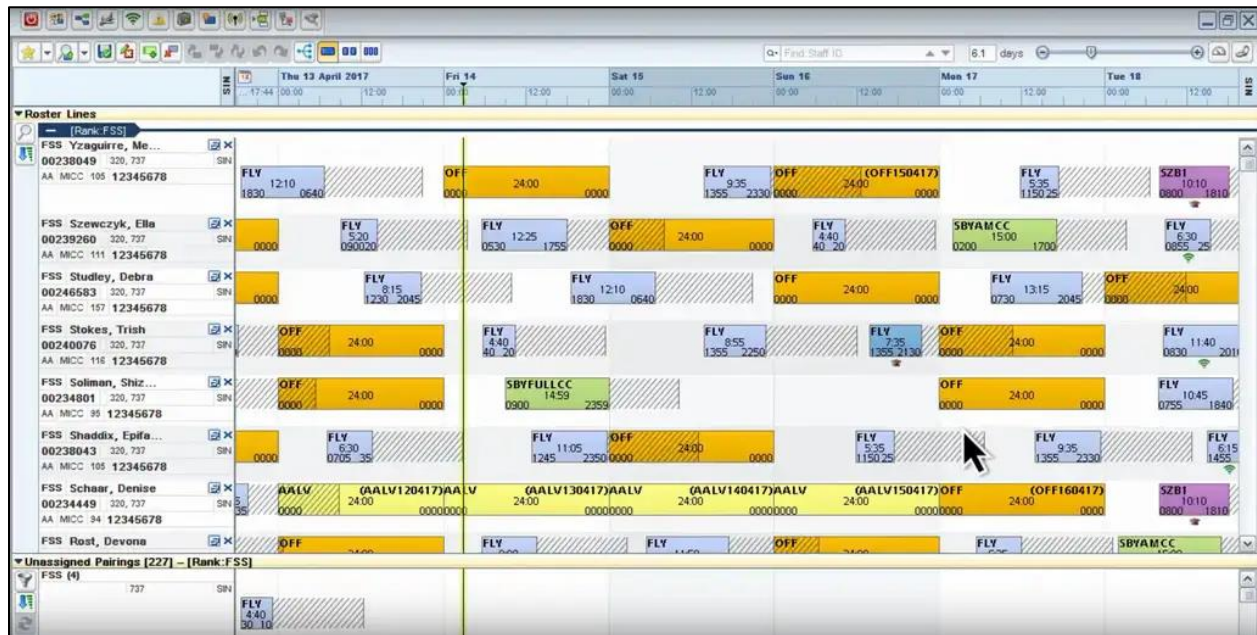 Find Staff ID
6.1 days
SIN
... 17:44
Thu 13 April 2017
Fri 14
Sat 15
Sun 16
Mon 17
Tue 18
SIN
00:00 12:00 00:00 12:00 00:00 12:00 00:00 12:00 00:00 12:00 00:00 12:00
Roster Lines
[Rank:FSS]
FSS Yzaguirre, Me...
00238049 320, 737 SIN
AA MICC 105 12345678
FLY 12:10 1830 0640
OFF 24:00 0000 0000
FLY 9:35 1355 2330
OFF (OFF150417) 24:00 0000 0000
FLY 5:35 1150 25
SZB1 10:10 0800 1810
FSS Szewczyk, Ella
00239260 320, 737 SIN
AA MICC 111 12345678
0000
FLY 5:20 0900 20
FLY 12:25 0530 1755
OFF 24:00 0000 0000
FLY 4:40 40 20
SBYAMCC 15:00 0200 1700
FLY 6:30 0855 25
FSS Studley, Debra
00246583 320, 737 SIN
AA MICC 157 12345678
0000
FLY 8:15 1230 2045
FLY 12:10 1830 0640
OFF 24:00 0000 0000
FLY 13:15 0730 2045
OFF 24:00 0000
FSS Stokes, Trish
00240076 320, 737 SIN
AA MICC 116 12345678
OFF 24:00 0000 0000
FLY 4:40 40 20
FLY 8:55 1355 2250
FLY 7:35 1355 2130
OFF 24:00 0000 0000
FLY 11:40 0830 201
FSS Soliman, Shiz...
00234801 320, 737 SIN
AA MICC 95 12345678
OFF 24:00 0000 0000
SBYFULLCC 14:59 0900 2359
OFF 24:00 0000 0000
FLY 10:45 0755 1840
FSS Shaddix, Epifa...
00238043 320, 737 SIN
AA MICC 105 12345678
0000
FLY 6:30 0705 35
FLY 11:05 1245 2350
OFF 24:00 0000 0000
FLY 5:35 1150 25
FLY 9:35 1355 2330
FLY 6:15 1455
FSS Schaar, Denise
00234449 320, 737 SIN
AA MICC 94 12345678
35
AALV (AALV120417) 24:00 0000 0000
AALV (AALV130417) 24:00 0000 0000
AALV (AALV140417) 24:00 0000 0000
AALV (AALV150417) 24:00 0000 0000
OFF (OFF160417) 24:00 0000 0000
SZB1 10:10 0800 1810
FSS Rost, Devona
OFF
FLY
FLY
OFF
FLY
SBYAMCC
Unassigned Pairings [227] – [Rank:FSS]
FSS (4)
737 SIN
FLY 4:40 30 10